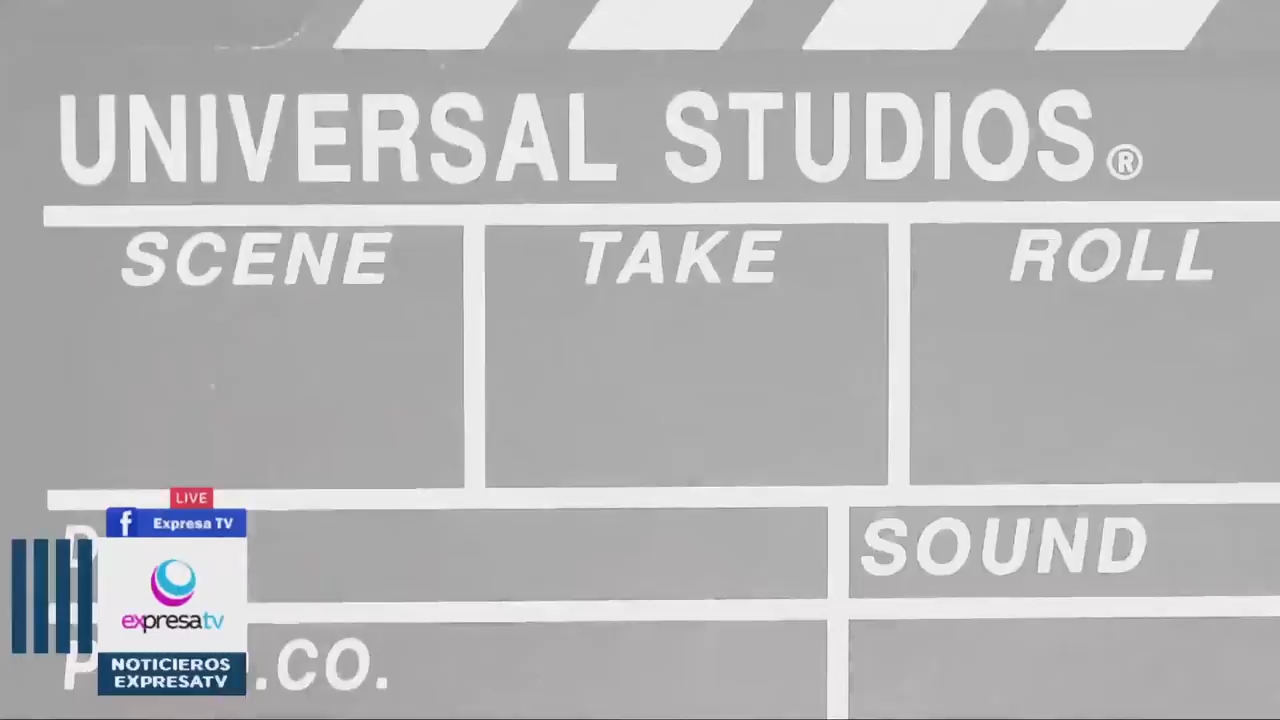 UNIVERSAL STUDIOS®
SCENE TAKE ROLL
LIVE
f Expresa TV
SOUND
expresatv
.CO.
NOTICIEROS
EXPRESATV